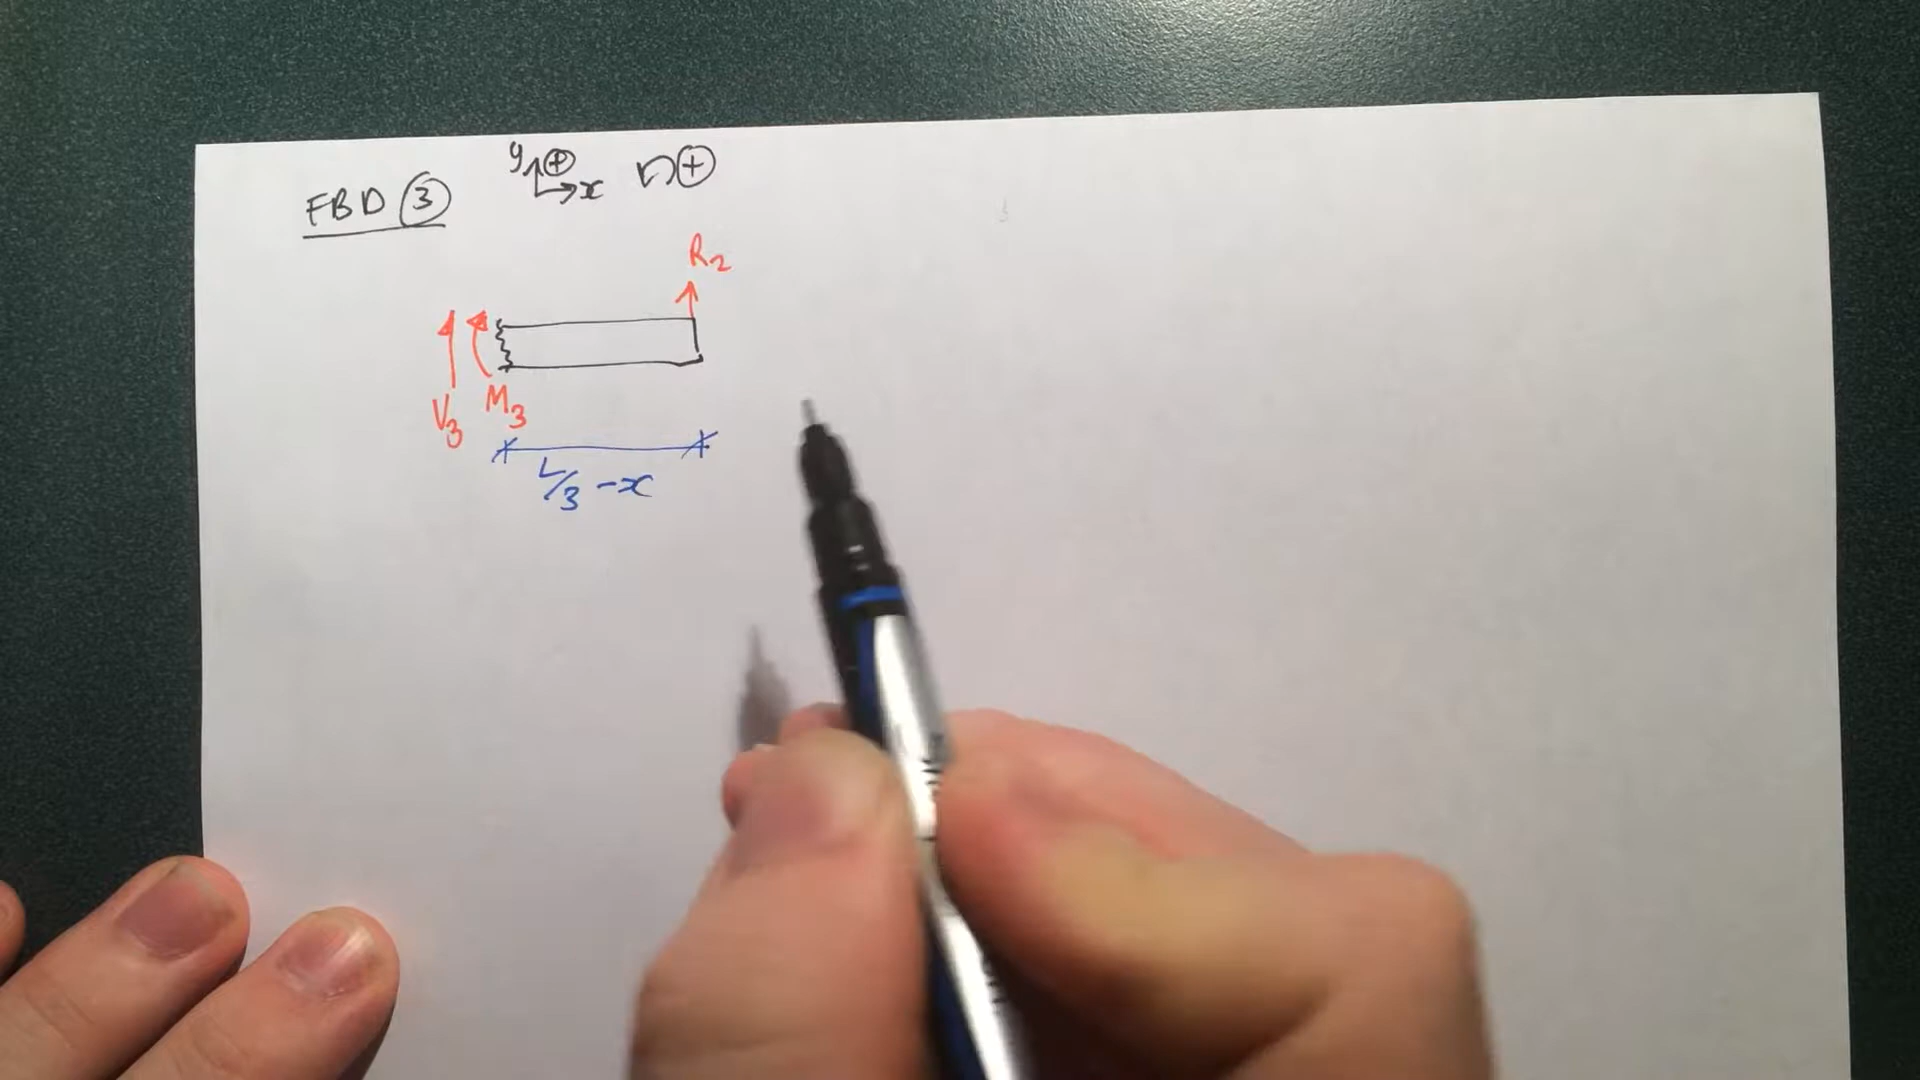 y ⊕
x
⊕
FBD ③
R₂
V₃ M₃
L/3 - x